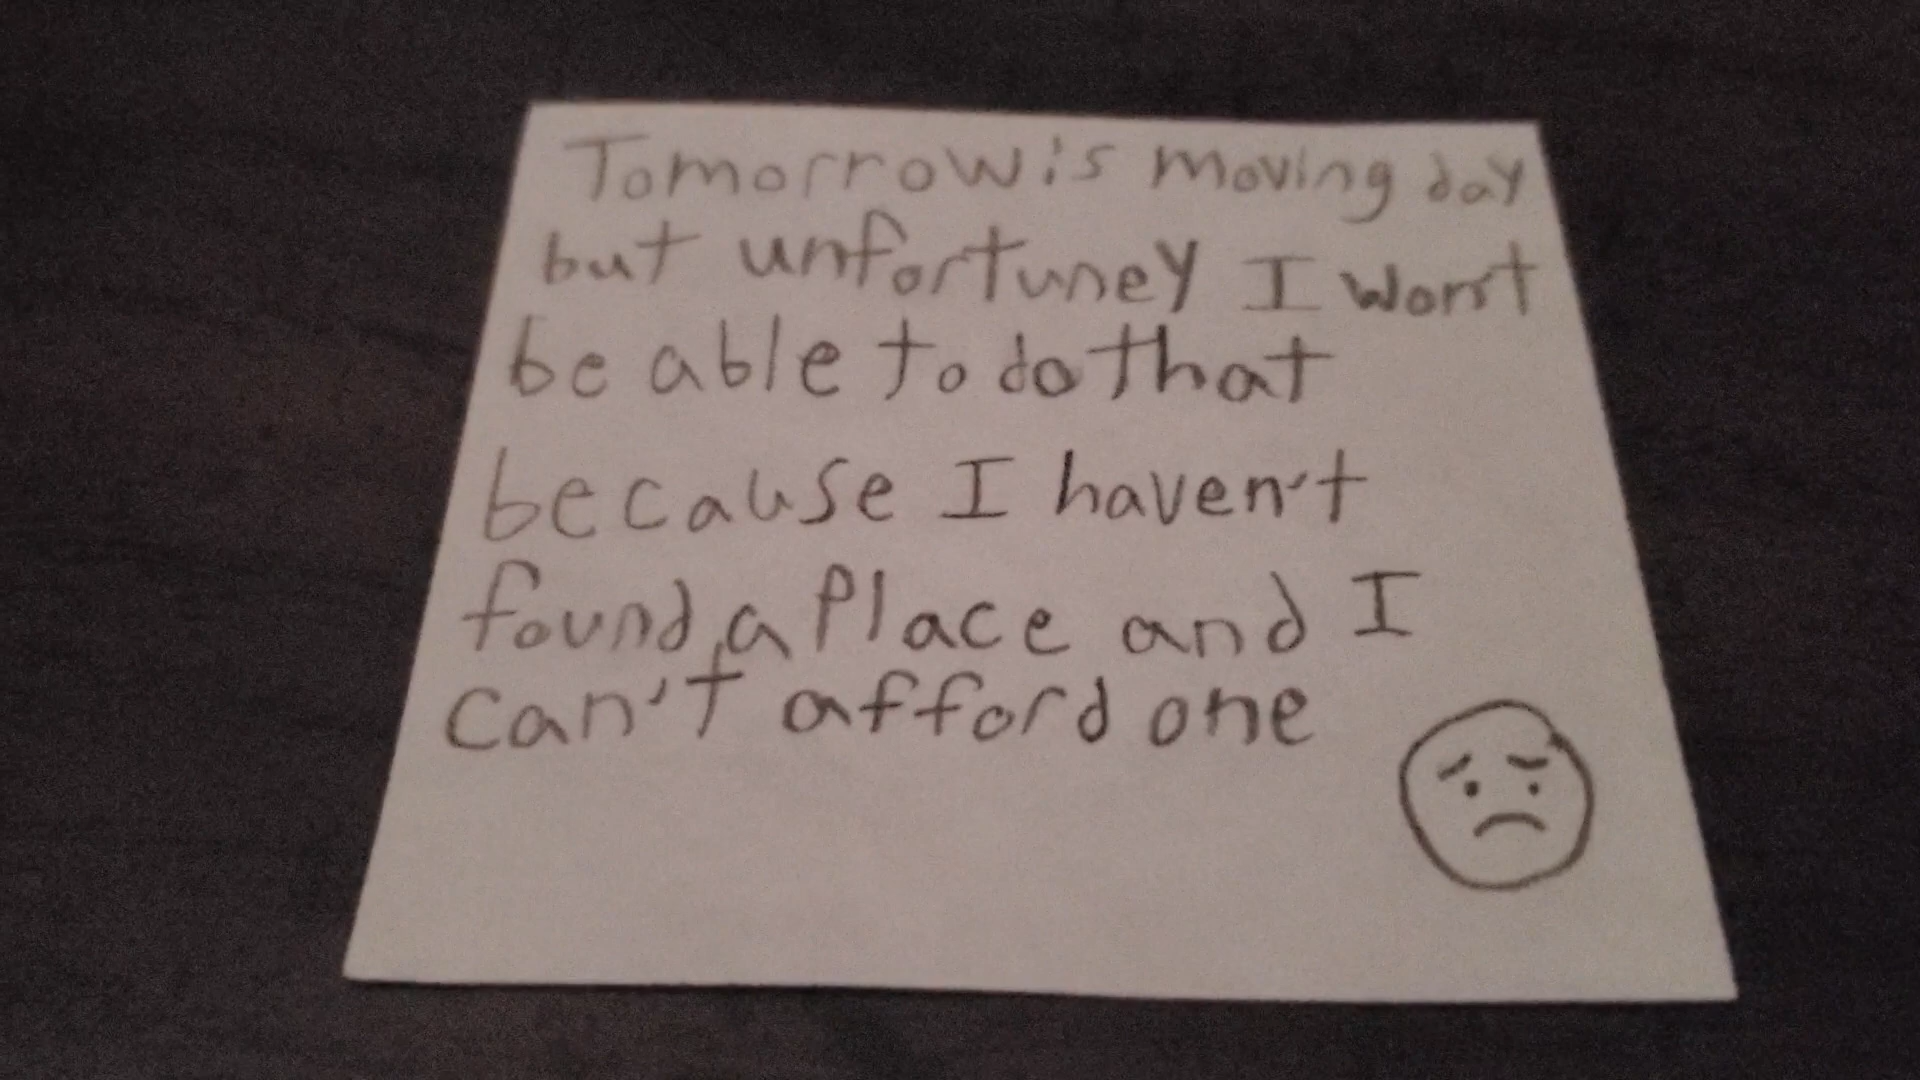 Tomorrow is moving day
but unfortuney I won't
be able to do that
because I haven't
found a place and I
can't afford one